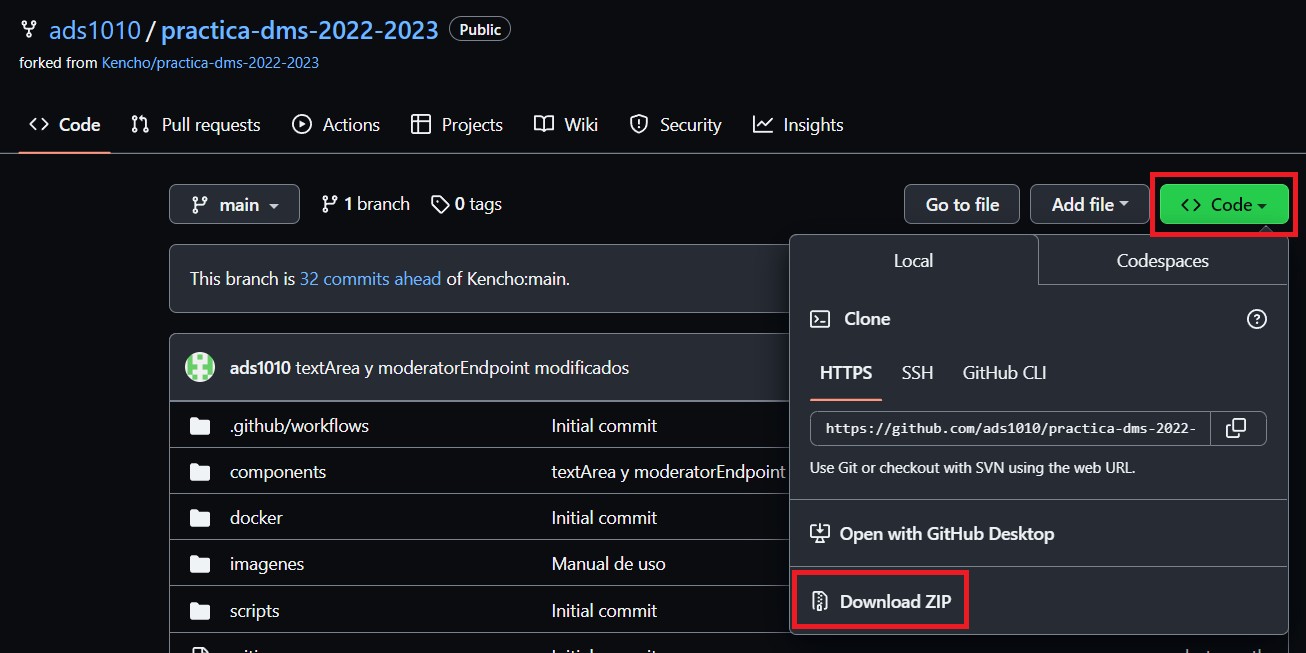 ads1010 / practica-dms-2022-2023 Public
forked from Kencho/practica-dms-2022-2023
Code Pull requests Actions Projects Wiki Security Insights
main 1 branch 0 tags Go to file Add file Code
Local Codespaces
This branch is 32 commits ahead of Kencho:main.
Clone
ads1010 textArea y moderatorEndpoint modificados
HTTPS SSH GitHub CLI
.github/workflows Initial commit
https://github.com/ads1010/practica-dms-2022-
components textArea y moderatorEndpoint
Use Git or checkout with SVN using the web URL.
docker Initial commit
Open with GitHub Desktop
imagenes Manual de uso
Download ZIP
scripts Initial commit